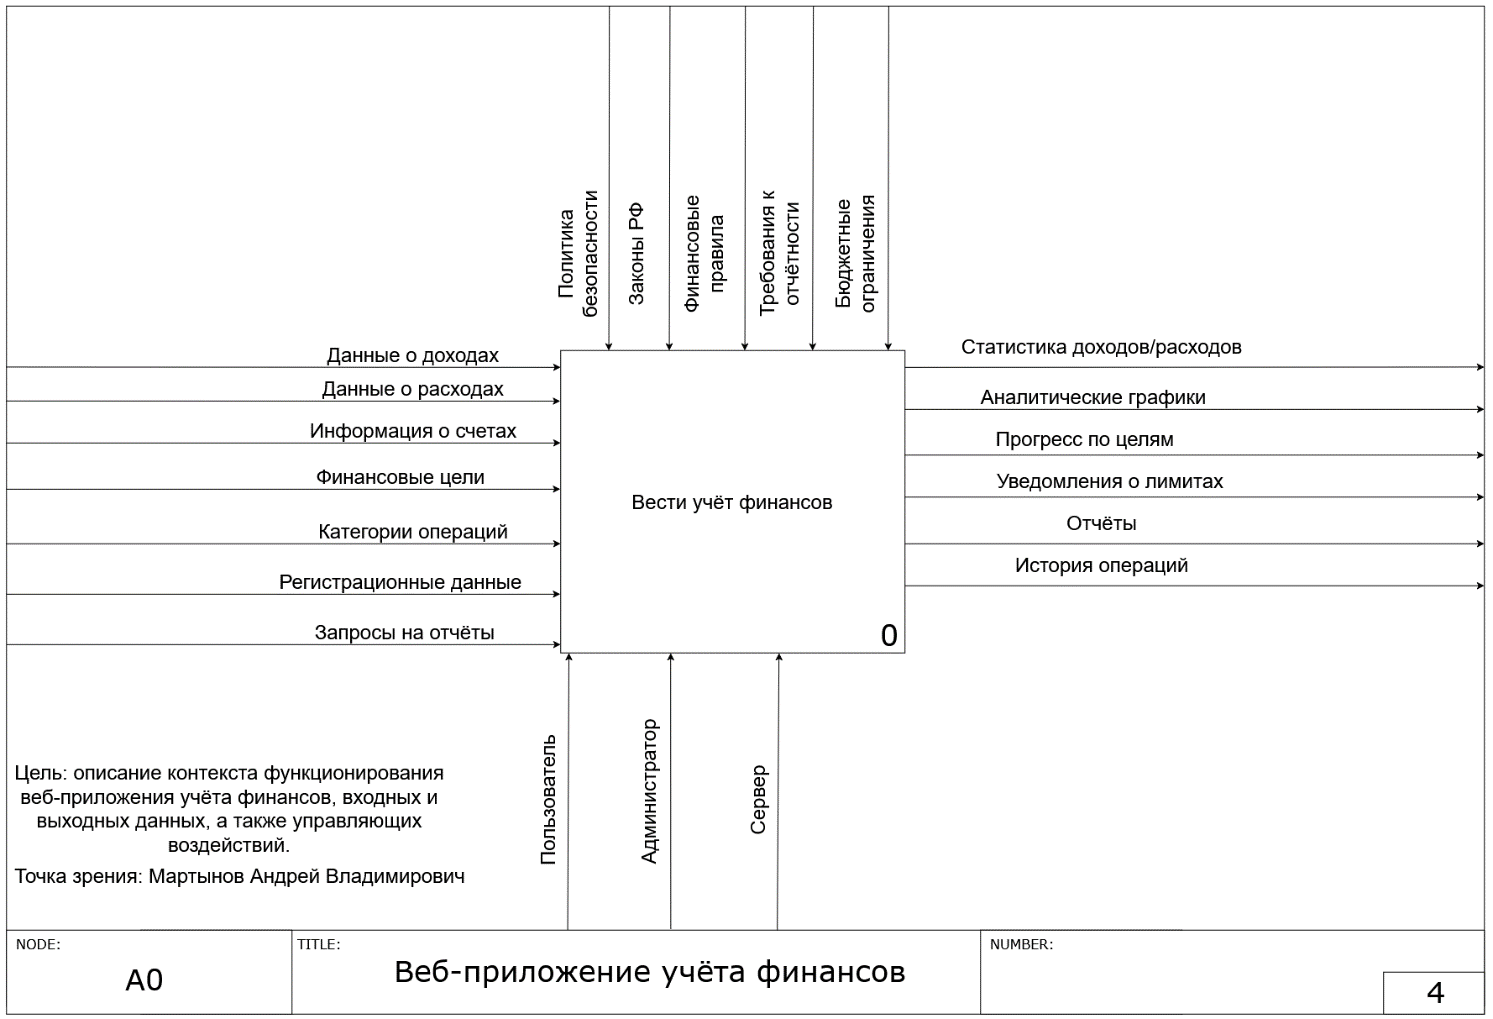 Политика
безопасности
Законы РФ
Финансовые
правила
Требования к
отчётности
Бюджетные
ограничения
Данные о доходах
Данные о расходах
Информация о счетах
Финансовые цели
Категории операций
Регистрационные данные
Запросы на отчёты
Вести учёт финансов
0
Статистика доходов/расходов
Аналитические графики
Прогресс по целям
Уведомления о лимитах
Отчёты
История операций
Пользователь
Администратор
Сервер
Цель: описание контекста функционирования
веб-приложения учёта финансов, входных и
выходных данных, а также управляющих
воздействий.
Точка зрения: Мартынов Андрей Владимирович
NODE:
A0
TITLE:
Веб-приложение учёта финансов
NUMBER:
4